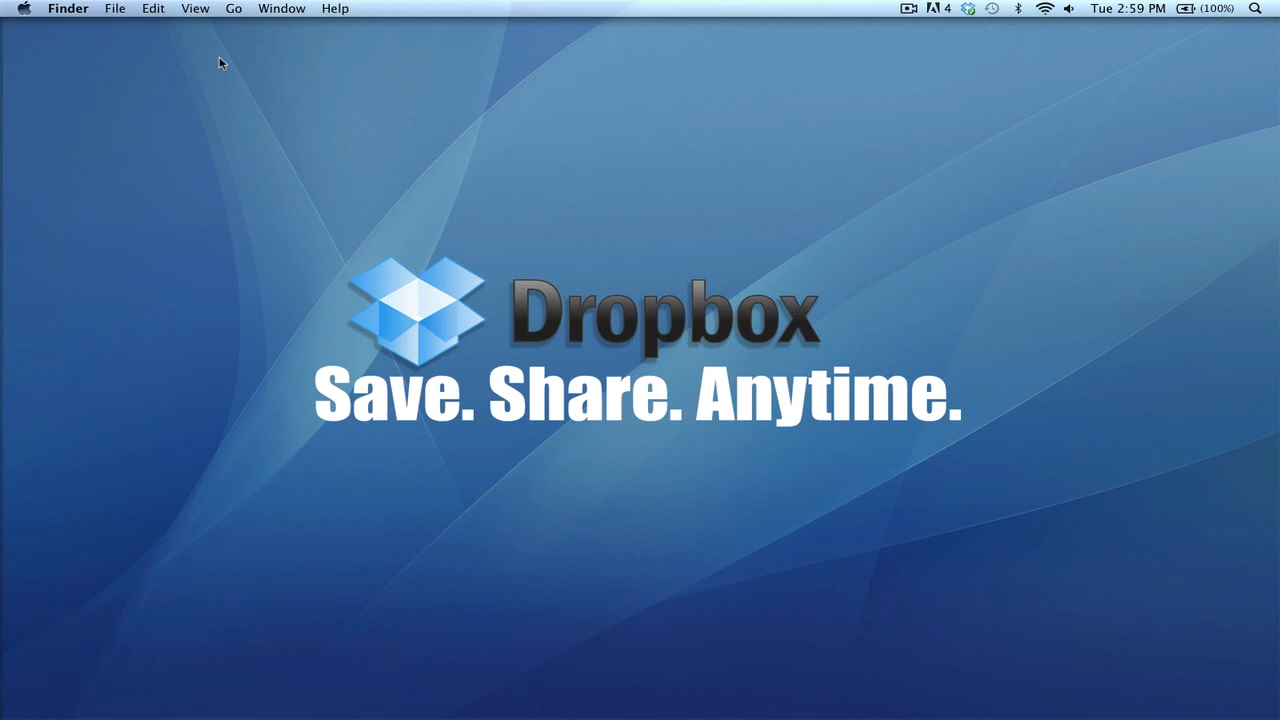 Finder File Edit View Go Window Help 4 Tue 2:59 PM (100%)
Dropbox
Save. Share. Anytime.